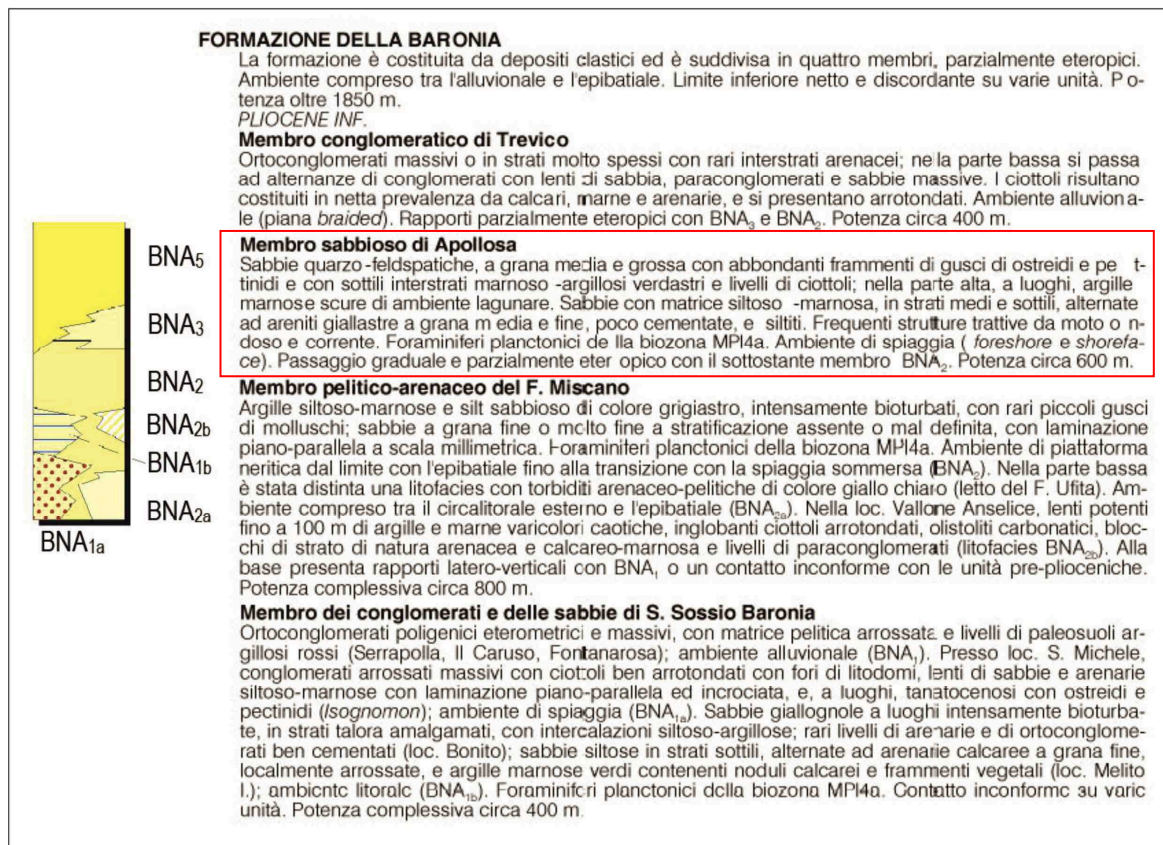 FORMAZIONE DELLA BARONIA
La formazione è costituita da depositi clastici ed è suddivisa in quattro membri, parzialmente eteropici.
Ambiente compreso tra l'alluvionale e l'epibatiale. Limite inferiore netto e discordante su varie unità. Po-
tenza oltre 1850 m.
PLIOCENE INF.
Membro conglomeratico di Trevico
Ortoconglomerati massivi o in strati molto spessi con rari interstrati arenacei; nella parte bassa si passa
ad alternanze di conglomerati con lenti di sabbia, paraconglomerati e sabbie massive. I ciottoli risultano
costituiti in netta prevalenza da calcari, marne e arenarie, e si presentano arrotondati. Ambiente alluviona-
le (piana braided). Rapporti parzialmente eteropici con BNA3 e BNA2. Potenza circa 400 m.
Membro sabbioso di Apollosa
Sabbie quarzo-feldspatiche, a grana media e grossa con abbondanti frammenti di gusci di ostreidi e pe t-
tinidi e con sottili interstrati marnoso -argillosi verdastri e livelli di ciottoli; nella parte alta, a luoghi, argille
marnose scure di ambiente lagunare. Sabbie con matrice siltoso -marnosa, in strati medi e sottili, alternate
ad areniti giallastre a grana media e fine, poco cementate, e siltiti. Frequenti strutture trattive da moto o n-
doso e corrente. Foraminiferi planctonici de lla biozona MPl4a. Ambiente di spiaggia ( foreshore e shorefa-
ce). Passaggio graduale e parzialmente eter opico con il sottostante membro BNA2. Potenza circa 600 m.
Membro pelitico-arenaceo del F. Miscano
Argille siltoso-marnose e silt sabbioso di colore grigiastro, intensamente bioturbati, con rari piccoli gusci
di molluschi; sabbie a grana fine o molto fine a stratificazione assente o mal definita, con laminazione
piano-parallela a scala millimetrica. Foraminiferi planctonici della biozona MPl4a. Ambiente di piattaforma
neritica dal limite con l'epibatiale fino alla transizione con la spiaggia sommersa (BNA2). Nella parte bassa
è stata distinta una litofacies con torbiditi arenaceo-pelitiche di colore giallo chiaro (letto del F. Ufita). Am-
biente compreso tra il circalitorale esterno e l'epibatiale (BNA2a). Nella loc. Vallone Anselice, lenti potenti
fino a 100 m di argille e marne varicolori caotiche, inglobanti ciottoli arrotondati, olistoliti carbonatici, bloc-
chi di strato di natura arenacea e calcareo-marnosa e livelli di paraconglomerati (litofacies BNA2b). Alla
base presenta rapporti latero-verticali con BNA1 o un contatto inconforme con le unità pre-plioceniche.
Potenza complessiva circa 800 m.
Membro dei conglomerati e delle sabbie di S. Sossio Baronia
Ortoconglomerati poligenici eterometrici e massivi, con matrice pelitica arrossata e livelli di paleosuoli ar-
gillosi rossi (Serrapolla, Il Caruso, Fontanarosa); ambiente alluvionale (BNA1). Presso loc. S. Michele,
conglomerati arrossati massivi con ciottoli ben arrotondati con fori di litodomi, lenti di sabbie e arenarie
siltoso-marnose con laminazione piano-parallela ed incrociata, e, a luoghi, tanatocenosi con ostreidi e
pectinidi (Isognomon); ambiente di spiaggia (BNA1a). Sabbie giallognole a luoghi intensamente bioturba-
te, in strati talora amalgamati, con intercalazioni siltoso-argillose; rari livelli di arenarie e di ortoconglome-
rati ben cementati (loc. Bonito); sabbie siltose in strati sottili, alternate ad arenarie calcaree a grana fine,
localmente arrossate, e argille marnose verdi contenenti noduli calcarei e frammenti vegetali (loc. Melito
I.); ambiente litorale (BNA1b). Foraminiferi planctonici della biozona MPl4a. Contatto inconforme su varie
unità. Potenza complessiva circa 400 m.
BNA5
BNA3
BNA2
BNA2b
BNA1b
BNA2a
BNA1a